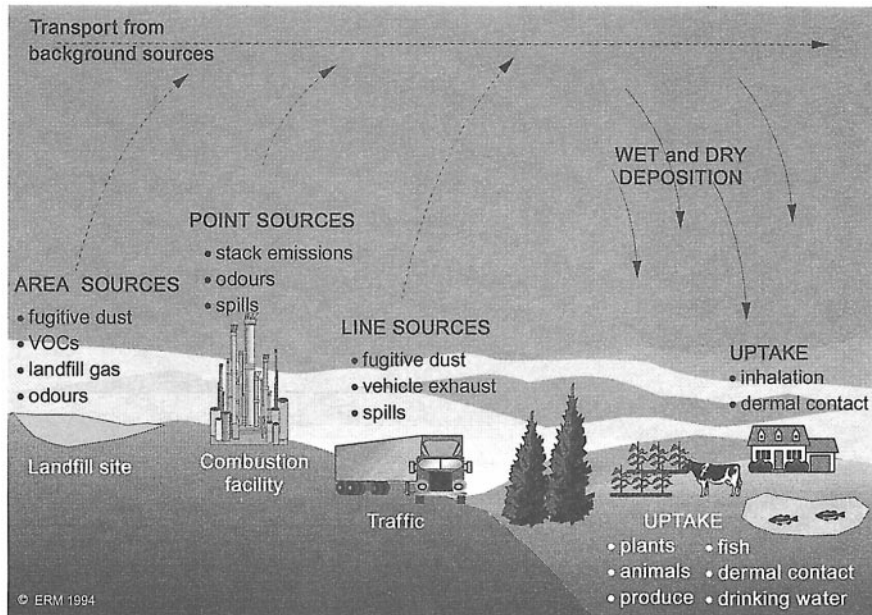 Transport from
background sources
WET and DRY
DEPOSITION
POINT SOURCES
• stack emissions
• odours
• spills
AREA SOURCES
• fugitive dust
• VOCs
• landfill gas
• odours
LINE SOURCES
• fugitive dust
• vehicle exhaust
• spills
UPTAKE
• inhalation
• dermal contact
Landfill site
Combustion
facility
Traffic
UPTAKE
• plants • fish
• animals • dermal contact
• produce • drinking water
© ERM 1994